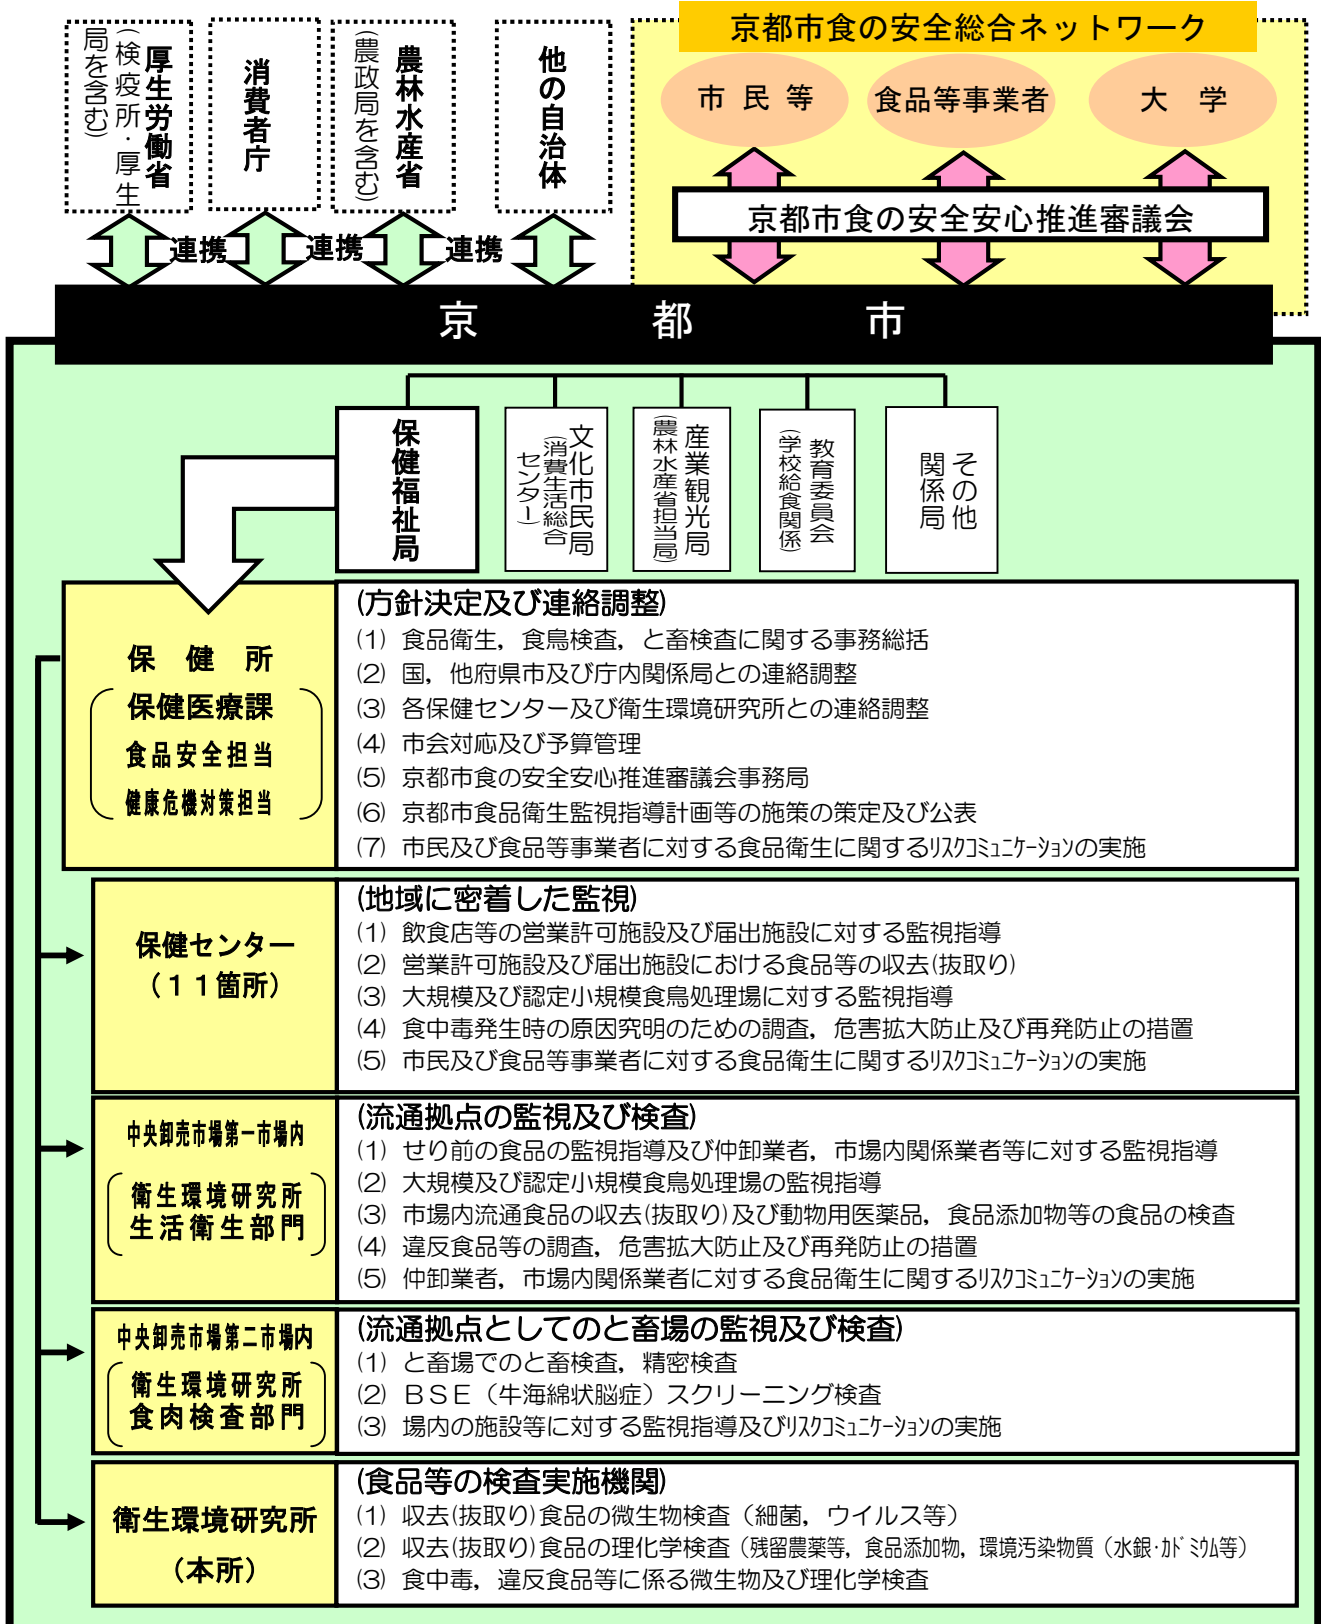 厚生労働省
(検疫所・厚生
局を含む)
消費者庁
農林水産省
(農政局を含む)
他の自治体
京都市食の安全総合ネットワーク
市民等
食品等事業者
大 学
京都市食の安全安心推進審議会
連携
連携
連携
京 都 市
保健福祉局
文化市民局
(消費生活総合
センター)
産業観光局
(農林水産省担当局)
教育委員会
(学校給食関係)
その他
関係局
保 健 所
保健医療課
食品安全担当
健康危機対策担当
(方針決定及び連絡調整)
(1) 食品衛生，食鳥検査，と畜検査に関する事務総括
(2) 国，他府県市及び庁内関係局との連絡調整
(3) 各保健センター及び衛生環境研究所との連絡調整
(4) 市会対応及び予算管理
(5) 京都市食の安全安心推進審議会事務局
(6) 京都市食品衛生監視指導計画等の施策の策定及び公表
(7) 市民及び食品等事業者に対する食品衛生に関するﾘｽｸｺﾐｭﾆｹｰｼｮﾝの実施
保健センター
（１１箇所）
(地域に密着した監視)
(1) 飲食店等の営業許可施設及び届出施設に対する監視指導
(2) 営業許可施設及び届出施設における食品等の収去(抜取り)
(3) 大規模及び認定小規模食鳥処理場に対する監視指導
(4) 食中毒発生時の原因究明のための調査，危害拡大防止及び再発防止の措置
(5) 市民及び食品等事業者に対する食品衛生に関するﾘｽｸｺﾐｭﾆｹｰｼｮﾝの実施
中央卸売市場第一市場内
衛生環境研究所
生活衛生部門
(流通拠点の監視及び検査)
(1) せり前の食品の監視指導及び仲卸業者，市場内関係業者等に対する監視指導
(2) 大規模及び認定小規模食鳥処理場の監視指導
(3) 市場内流通食品の収去(抜取り)及び動物用医薬品，食品添加物等の食品の検査
(4) 違反食品等の調査，危害拡大防止及び再発防止の措置
(5) 仲卸業者，市場内関係業者に対する食品衛生に関するﾘｽｸｺﾐｭﾆｹｰｼｮﾝの実施
中央卸売市場第二市場内
衛生環境研究所
食肉検査部門
(流通拠点としてのと畜場の監視及び検査)
(1) と畜場でのと畜検査，精密検査
(2) ＢＳＥ（牛海綿状脳症）スクリーニング検査
(3) 場内の施設等に対する監視指導及びﾘｽｸｺﾐｭﾆｹｰｼｮﾝの実施
衛生環境研究所
（本所）
(食品等の検査実施機関)
(1) 収去(抜取り)食品の微生物検査（細菌，ウイルス等）
(2) 収去(抜取り)食品の理化学検査（残留農薬等，食品添加物，環境汚染物質（水銀･ｶﾄﾞﾐｳﾑ等）
(3) 食中毒，違反食品等に係る微生物及び理化学検査